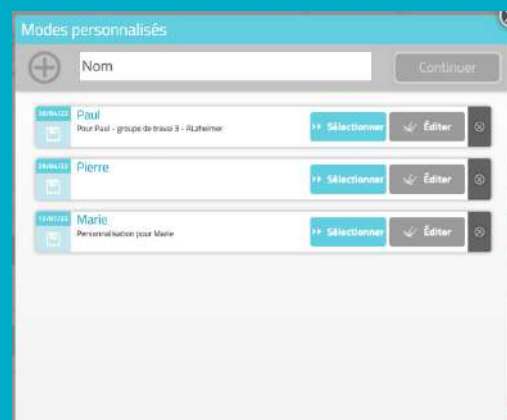 Modes personnalisés
Nom
Continuer
Paul
Pour Paul - groupe de travail 3 - ALzheimer
Sélectionner
Éditer
Pierre
Sélectionner
Éditer
Marie
Personnalisation pour Marie
Sélectionner
Éditer